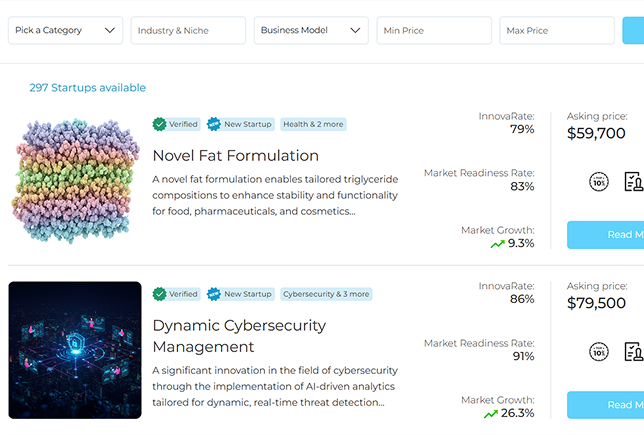 Pick a Category
Industry & Niche
Business Model
Min Price
Max Price
297 Startups available
Verified
New Startup
Health & 2 more
Novel Fat Formulation
A novel fat formulation enables tailored triglyceride
compositions to enhance stability and functionality
for food, pharmaceuticals, and cosmetics...
InnovaRate:
79%
Market Readiness Rate:
83%
Market Growth:
9.3%
Asking price:
$59,700
10%
Read M
Verified
New Startup
Cybersecurity & 3 more
Dynamic Cybersecurity
Management
A significant innovation in the field of cybersecurity
through the implementation of AI-driven analytics
tailored for dynamic, real-time threat detection...
InnovaRate:
86%
Market Readiness Rate:
91%
Market Growth:
26.3%
Asking price:
$79,500
10%
Read M